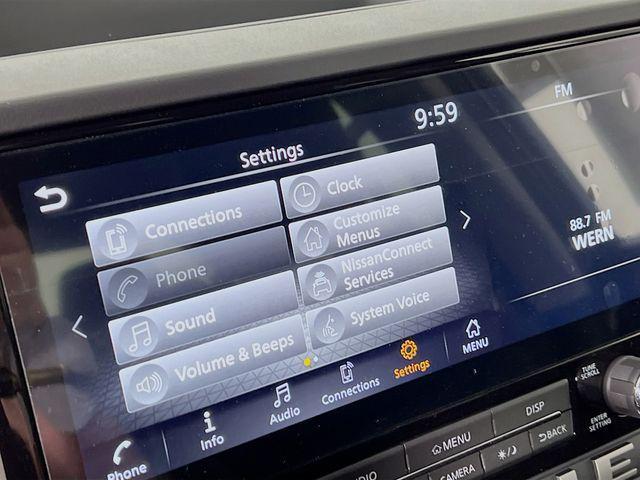 9:59
FM
Settings
Connections
Clock
Phone
Customize
Menus
Sound
NissanConnect
Services
Volume & Beeps
System Voice
88.7 FM
WERN
Phone
Info
Audio
Connections
Settings
MENU
TUNE
SCROLL
ENTER
SETTING
MENU
DISP
CAMERA
BACK